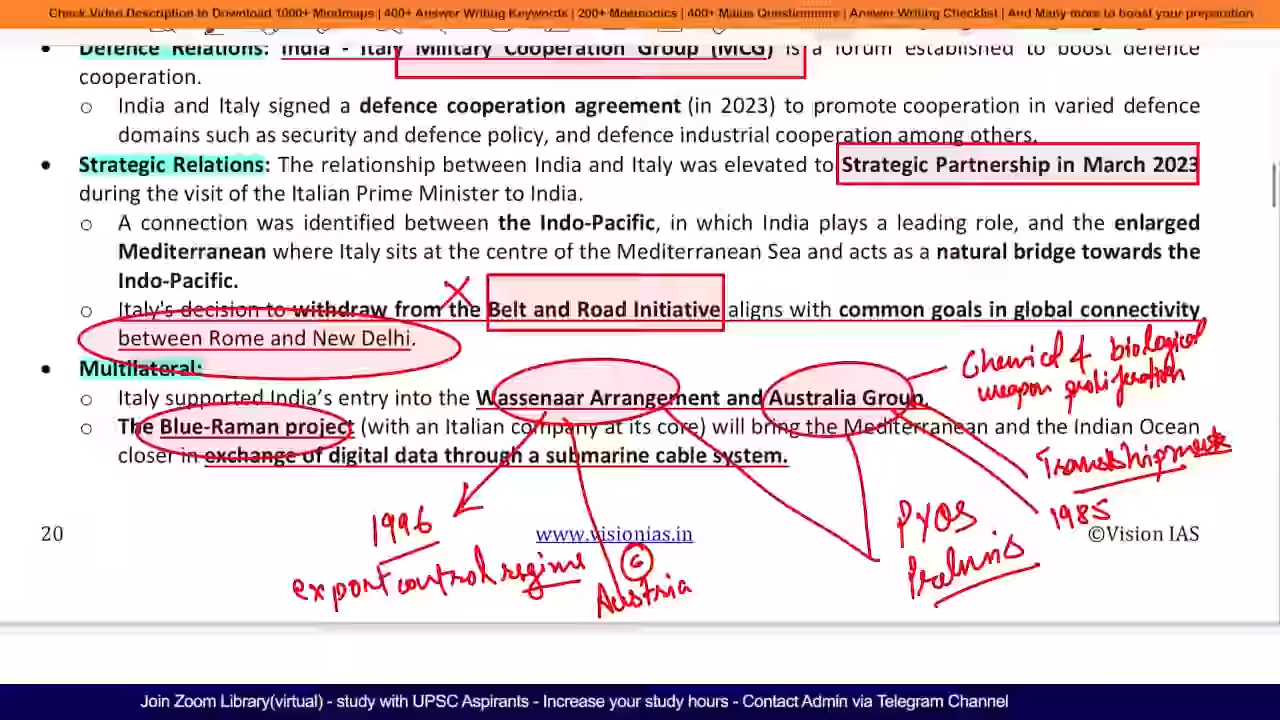 Check Video Description to Download 1000+ Mindmaps | 400+ Answer Writing Keywords | 200+ Mnemonics | 400+ Mains Questionnaire | Answer Writing Checklist | And Many more to boost your preparation
• Defence Relations: India - Italy Military Cooperation Group (MCG) is a forum established to boost defence
cooperation.
o India and Italy signed a defence cooperation agreement (in 2023) to promote cooperation in varied defence
domains such as security and defence policy, and defence industrial cooperation among others.
• Strategic Relations: The relationship between India and Italy was elevated to Strategic Partnership in March 2023
during the visit of the Italian Prime Minister to India.
o A connection was identified between the Indo-Pacific, in which India plays a leading role, and the enlarged
Mediterranean where Italy sits at the centre of the Mediterranean Sea and acts as a natural bridge towards the
Indo-Pacific.
o Italy's decision to withdraw from the Belt and Road Initiative aligns with common goals in global connectivity
between Rome and New Delhi.
• Multilateral:
Chemical & biological
weapon proliferation
o Italy supported India's entry into the Wassenaar Arrangement and Australia Group.
o The Blue-Raman project (with an Italian company at its core) will bring the Mediterranean and the Indian Ocean
closer in exchange of digital data through a submarine cable system.
Transshipment
1985
1996
export control regime
Austria
PYQS
Prelims
20
www.visionias.in
©Vision IAS
Join Zoom Library(virtual) - study with UPSC Aspirants - Increase your study hours - Contact Admin via Telegram Channel